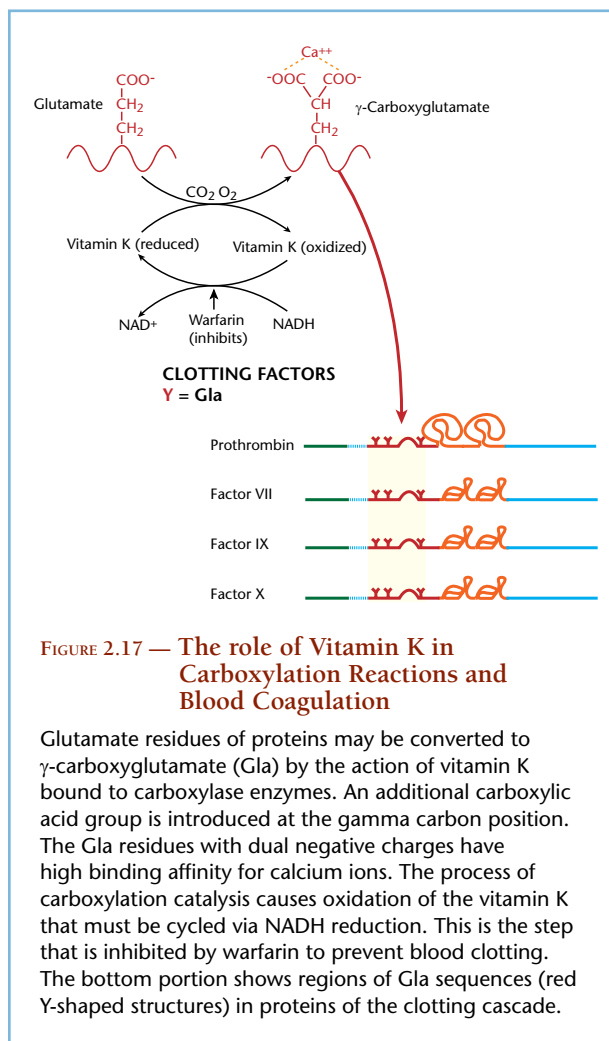 Ca++
COO-
-OOC COO-
Glutamate
CH2
CH
γ-Carboxyglutamate
CH2
CH2
CO2 O2
Vitamin K (reduced)
Vitamin K (oxidized)
NAD+
Warfarin
(inhibits)
NADH
CLOTTING FACTORS
Y = Gla
Prothrombin
Factor VII
Factor IX
Factor X
FIGURE 2.17 — The role of Vitamin K in
Carboxylation Reactions and
Blood Coagulation
Glutamate residues of proteins may be converted to
γ-carboxyglutamate (Gla) by the action of vitamin K
bound to carboxylase enzymes. An additional carboxylic
acid group is introduced at the gamma carbon position.
The Gla residues with dual negative charges have
high binding affinity for calcium ions. The process of
carboxylation catalysis causes oxidation of the vitamin K
that must be cycled via NADH reduction. This is the step
that is inhibited by warfarin to prevent blood clotting.
The bottom portion shows regions of Gla sequences (red
Y-shaped structures) in proteins of the clotting cascade.